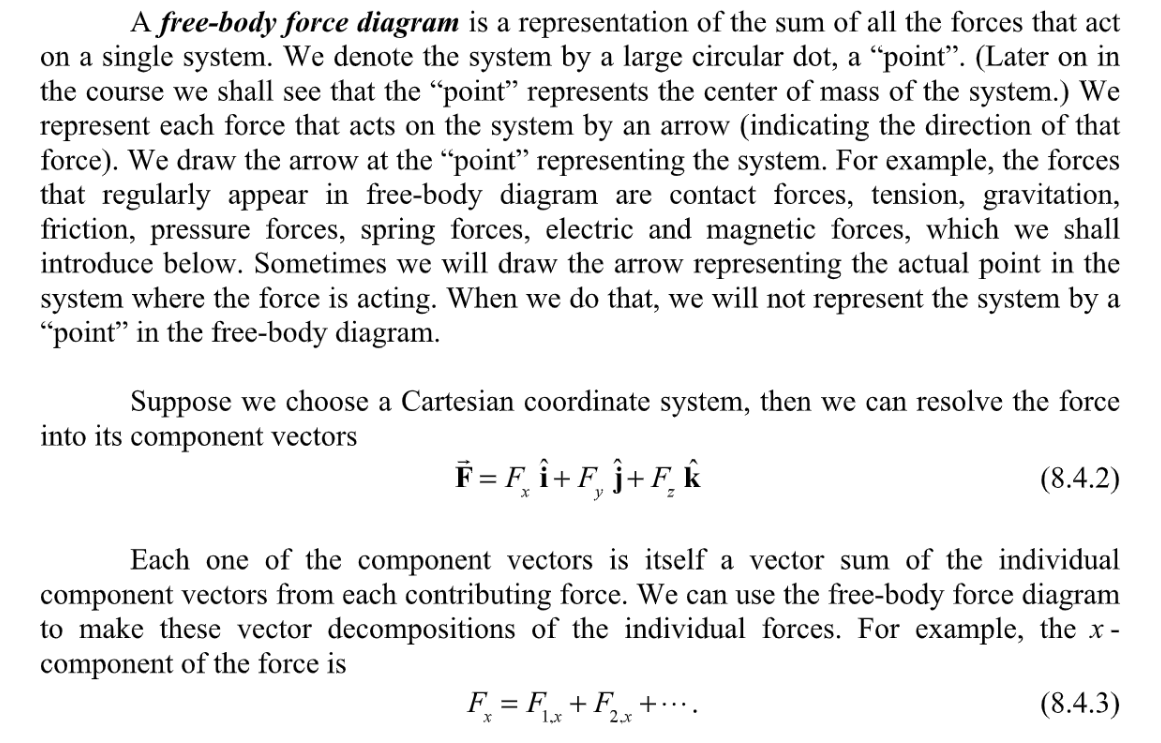 A free-body force diagram is a representation of the sum of all the forces that act
on a single system. We denote the system by a large circular dot, a “point”. (Later on in
the course we shall see that the “point” represents the center of mass of the system.) We
represent each force that acts on the system by an arrow (indicating the direction of that
force). We draw the arrow at the “point” representing the system. For example, the forces
that regularly appear in free-body diagram are contact forces, tension, gravitation,
friction, pressure forces, spring forces, electric and magnetic forces, which we shall
introduce below. Sometimes we will draw the arrow representing the actual point in the
system where the force is acting. When we do that, we will not represent the system by a
“point” in the free-body diagram.
Suppose we choose a Cartesian coordinate system, then we can resolve the force
into its component vectors
F⃗ = F_x î + F_y ĵ + F_z k̂ (8.4.2)
Each one of the component vectors is itself a vector sum of the individual
component vectors from each contributing force. We can use the free-body force diagram
to make these vector decompositions of the individual forces. For example, the x -
component of the force is
F_x = F_{1,x} + F_{2,x} + ⋯. (8.4.3)